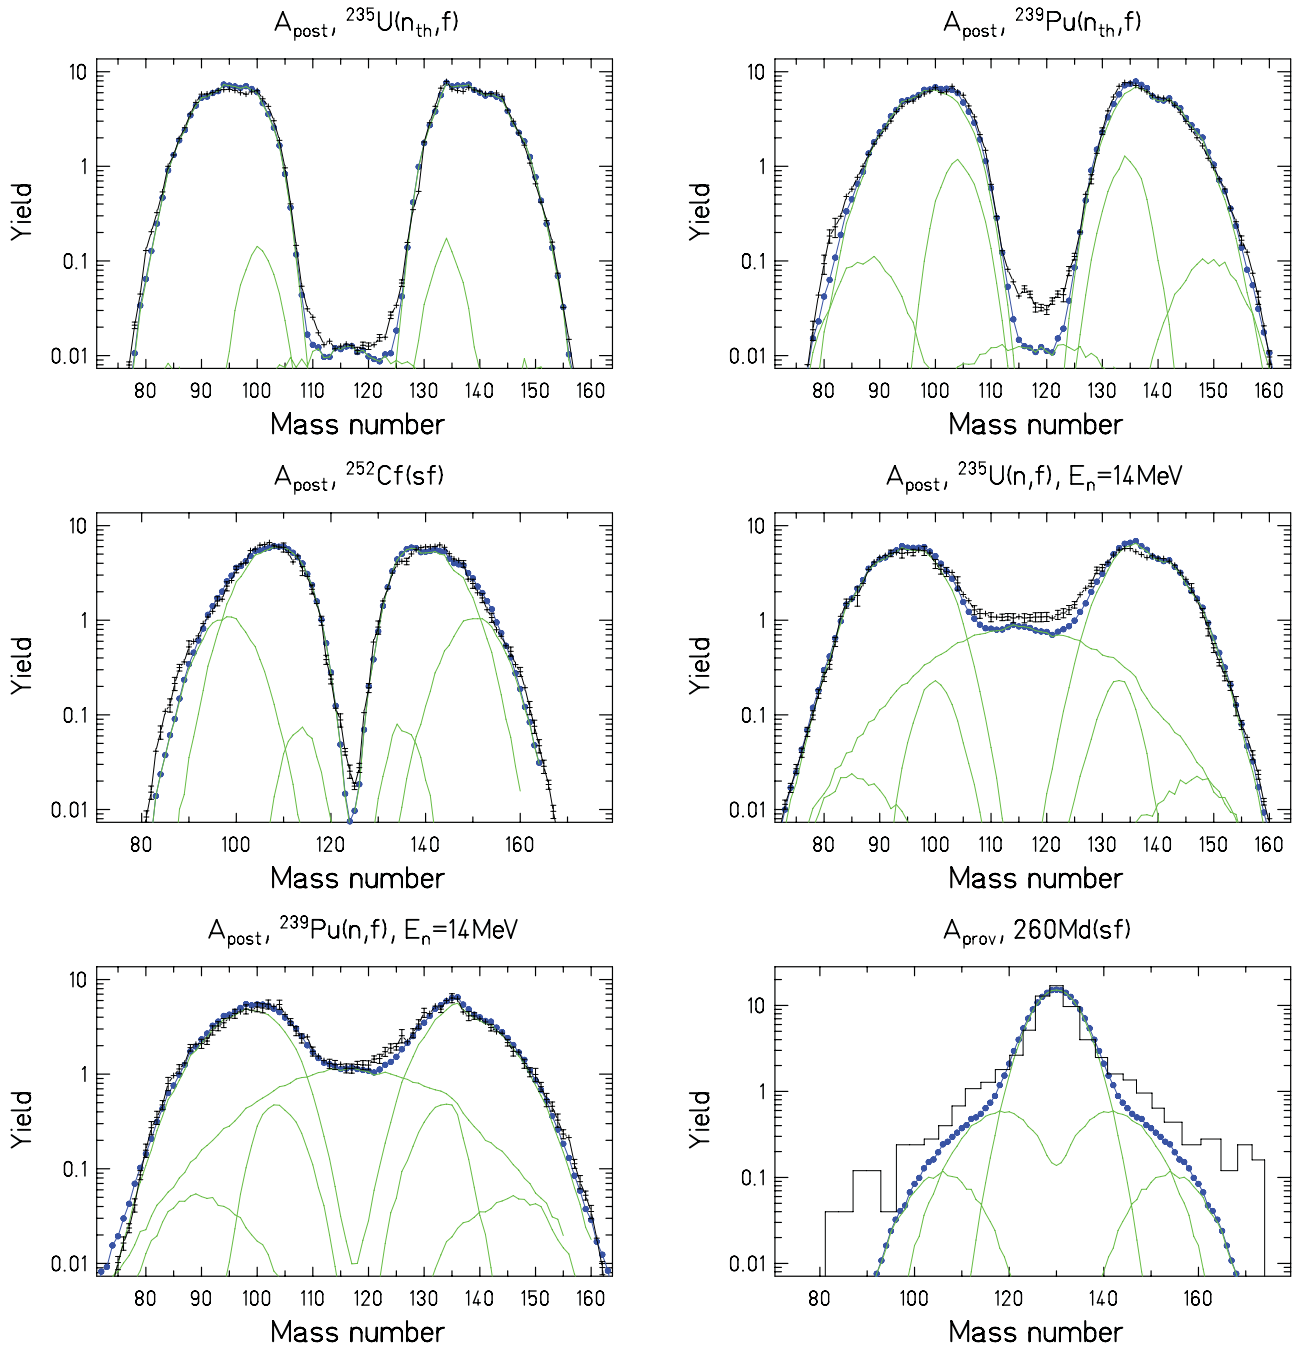 A_post, ²³⁵U(n_th,f)
10
1
0.1
0.01
Yield
80 90 100 110 120 130 140 150 160
Mass number
A_post, ²³⁹Pu(n_th,f)
10
1
0.1
0.01
Yield
80 90 100 110 120 130 140 150 160
Mass number
A_post, ²⁵²Cf(sf)
10
1
0.1
0.01
Yield
80 100 120 140 160
Mass number
A_post, ²³⁵U(n,f), E_n=14MeV
10
1
0.1
0.01
Yield
80 90 100 110 120 130 140 150 160
Mass number
A_post, ²³⁹Pu(n,f), E_n=14MeV
10
1
0.1
0.01
Yield
80 90 100 110 120 130 140 150 160
Mass number
A_prov, 260Md(sf)
10
1
0.1
0.01
Yield
80 100 120 140 160
Mass number